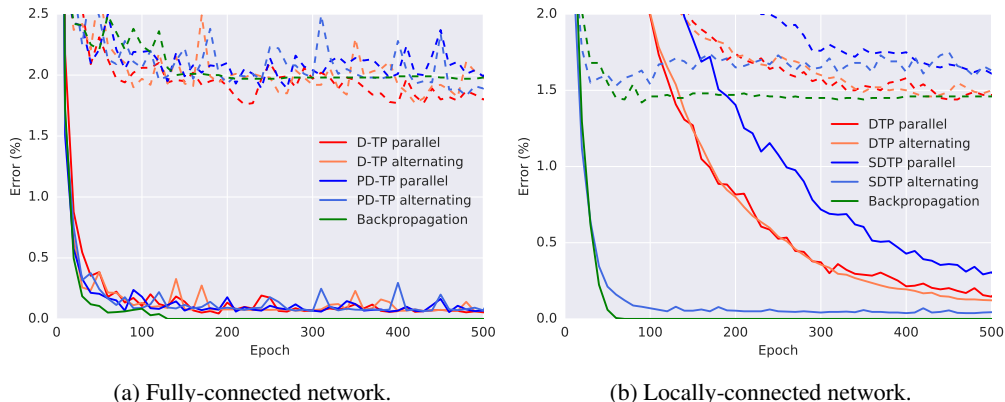 2.5
2.0
1.5
1.0
0.5
0.0
Error (%)
0 100 200 300 400 500
Epoch
D-TP parallel
D-TP alternating
PD-TP parallel
PD-TP alternating
Backpropagation
(a) Fully-connected network.
2.0
1.5
1.0
0.5
0.0
Error (%)
0 100 200 300 400 500
Epoch
DTP parallel
DTP alternating
SDTP parallel
SDTP alternating
Backpropagation
(b) Locally-connected network.